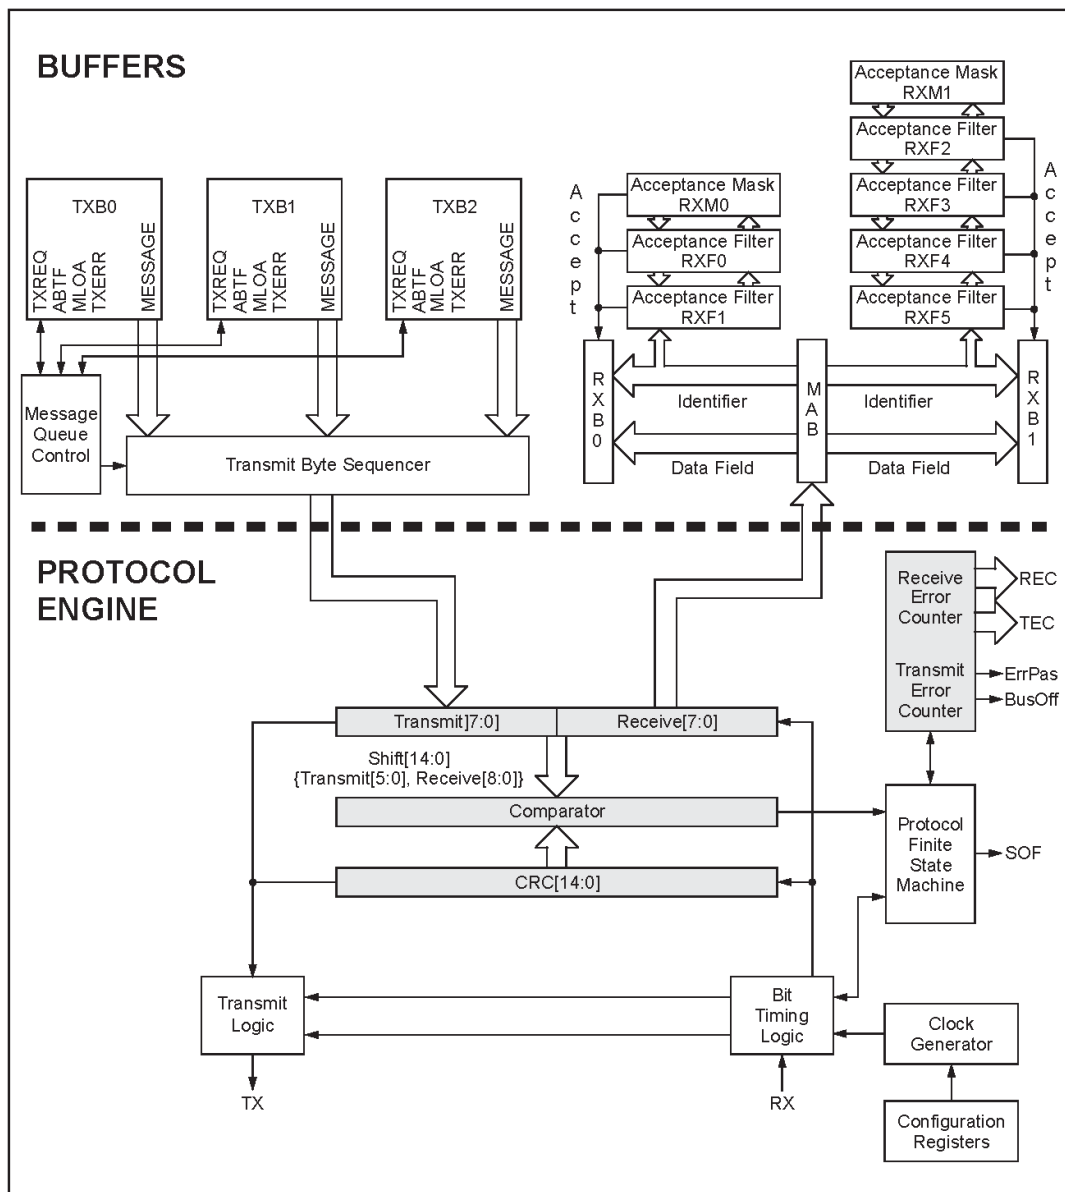 BUFFERS
TXB0
TXREQ
ABTF
MLOA
TXERR
MESSAGE
TXB1
TXREQ
ABTF
MLOA
TXERR
MESSAGE
TXB2
TXREQ
ABTF
MLOA
TXERR
MESSAGE
Message
Queue
Control
Transmit Byte Sequencer
Accept
Acceptance Mask
RXM0
Acceptance Filter
RXF0
Acceptance Filter
RXF1
Acceptance Mask
RXM1
Acceptance Filter
RXF2
Acceptance Filter
RXF3
Acceptance Filter
RXF4
Acceptance Filter
RXF5
Accept
RXB0
Identifier
Data Field
MAB
Identifier
Data Field
RXB1
PROTOCOL
ENGINE
Receive
Error
Counter
REC
TEC
Transmit
Error
Counter
ErrPas
BusOff
Transmit]7:0]
Receive[7:0]
Shift[14:0]
{Transmit[5:0], Receive[8:0]}
Comparator
CRC[14:0]
Protocol
Finite
State
Machine
SOF
Transmit
Logic
Bit
Timing
Logic
Clock
Generator
TX
RX
Configuration
Registers